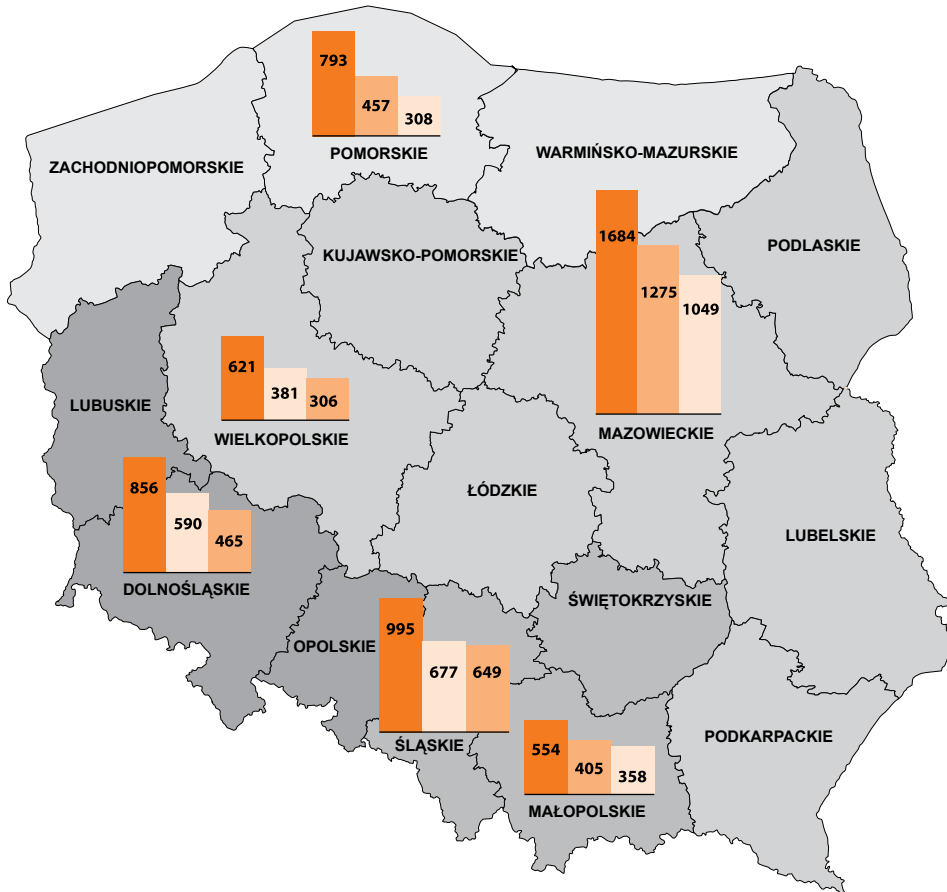 793
457
308
POMORSKIE
ZACHODNIOPOMORSKIE
WARMIŃSKO-MAZURSKIE
KUJAWSKO-POMORSKIE
1684
1275
1049
MAZOWIECKIE
PODLASKIE
621
381
306
WIELKOPOLSKIE
LUBUSKIE
856
590
465
DOLNOŚLĄSKIE
ŁÓDZKIE
LUBELSKIE
ŚWIĘTOKRZYSKIE
OPOLSKIE
995
677
649
ŚLĄSKIE
554
405
358
MAŁOPOLSKIE
PODKARPACKIE